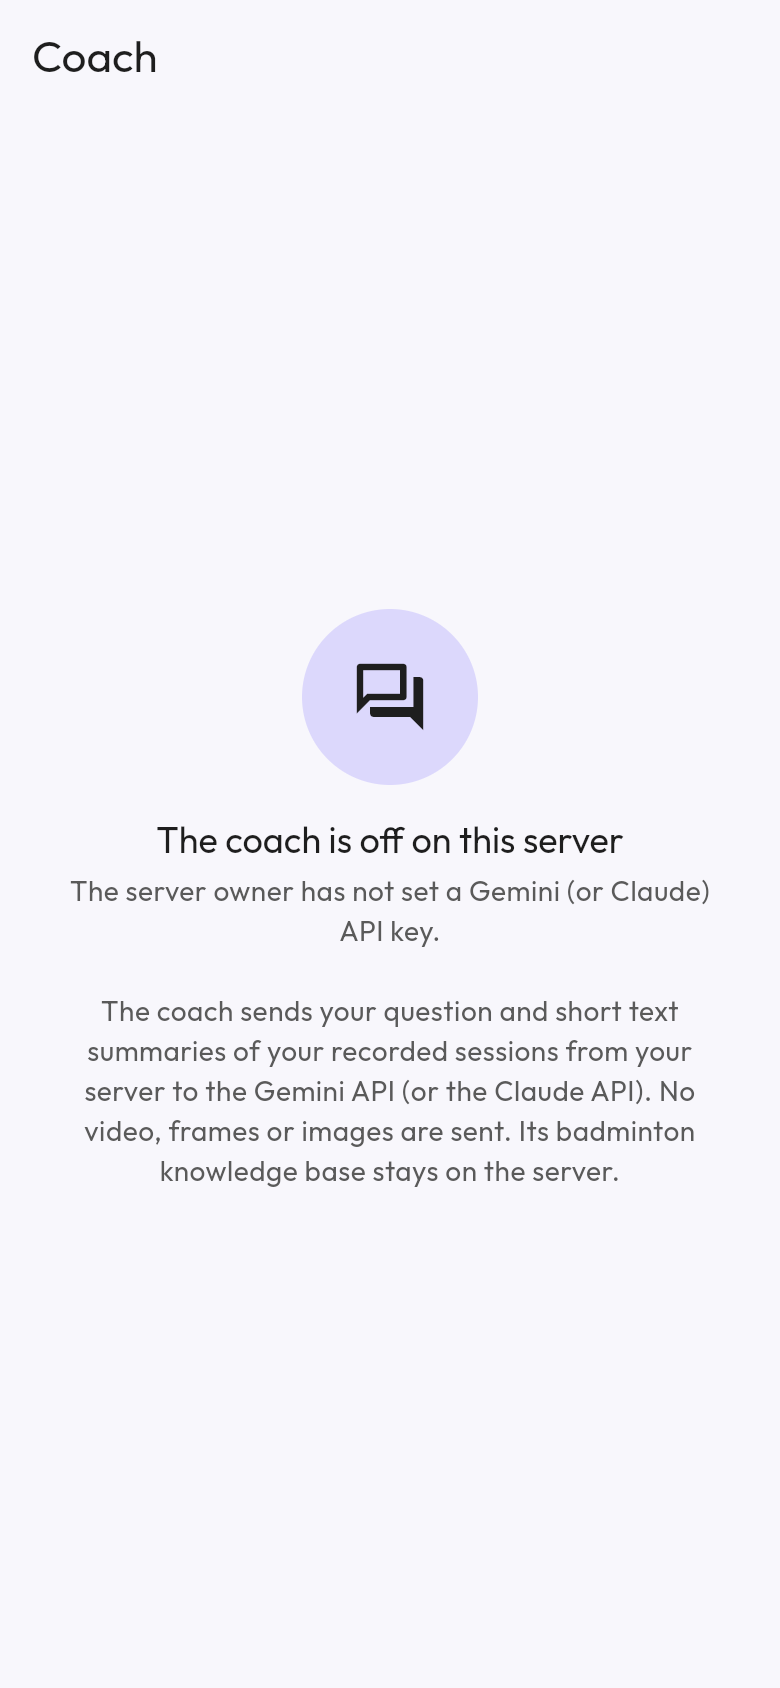 Coach
The coach is off on this server
The server owner has not set a Gemini (or Claude)
API key.
The coach sends your question and short text
summaries of your recorded sessions from your
server to the Gemini API (or the Claude API). No
video, frames or images are sent. Its badminton
knowledge base stays on the server.